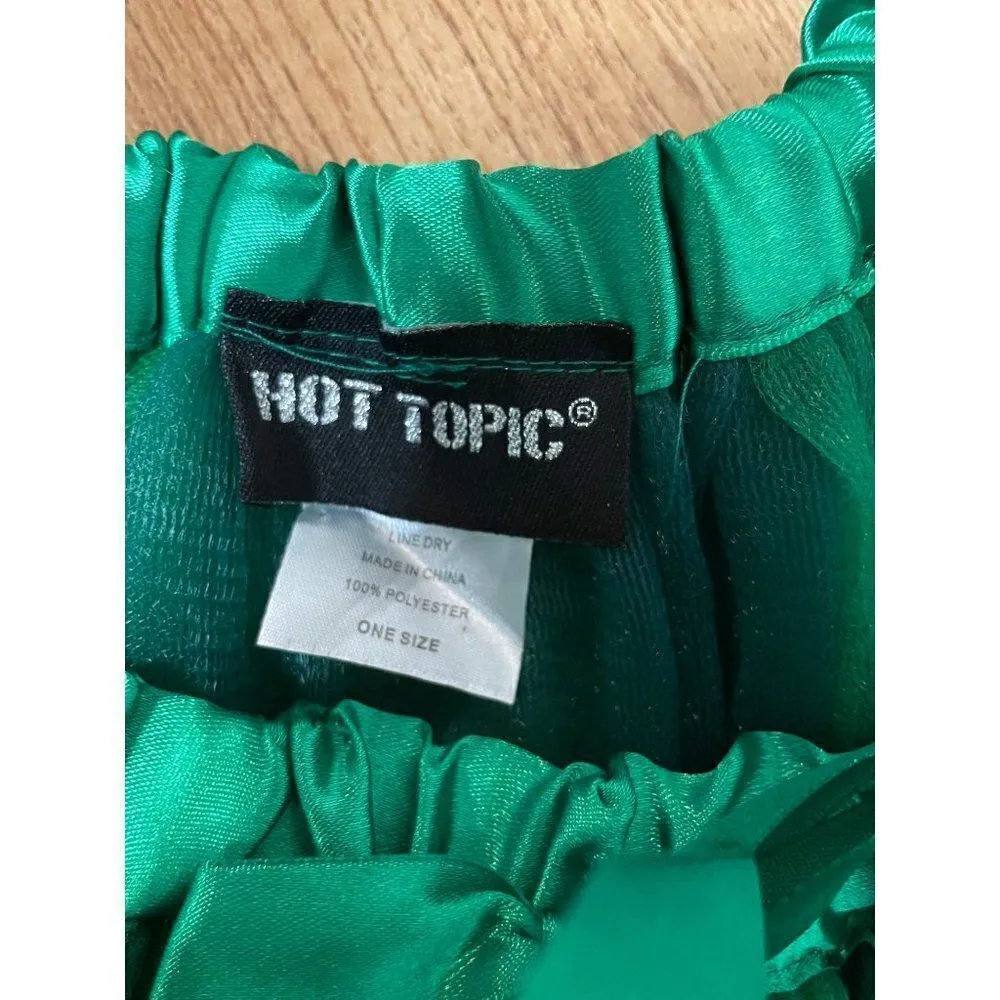 HOT TOPIC®
LINE DRY
MADE IN CHINA
100% POLYESTER
ONE SIZE